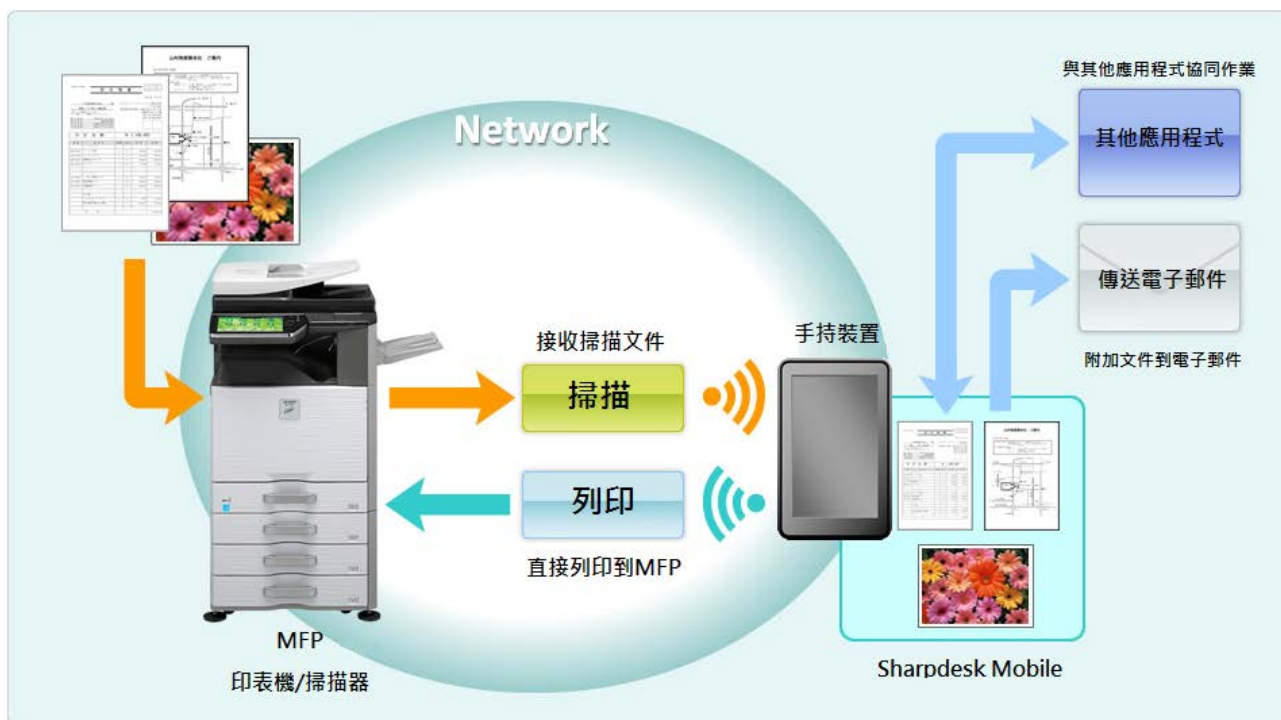 Network
與其他應用程式協同作業
其他應用程式
傳送電子郵件
附加文件到電子郵件
手持裝置
接收掃描文件
掃描
列印
直接列印到MFP
MFP
印表機/掃描器
Sharpdesk Mobile